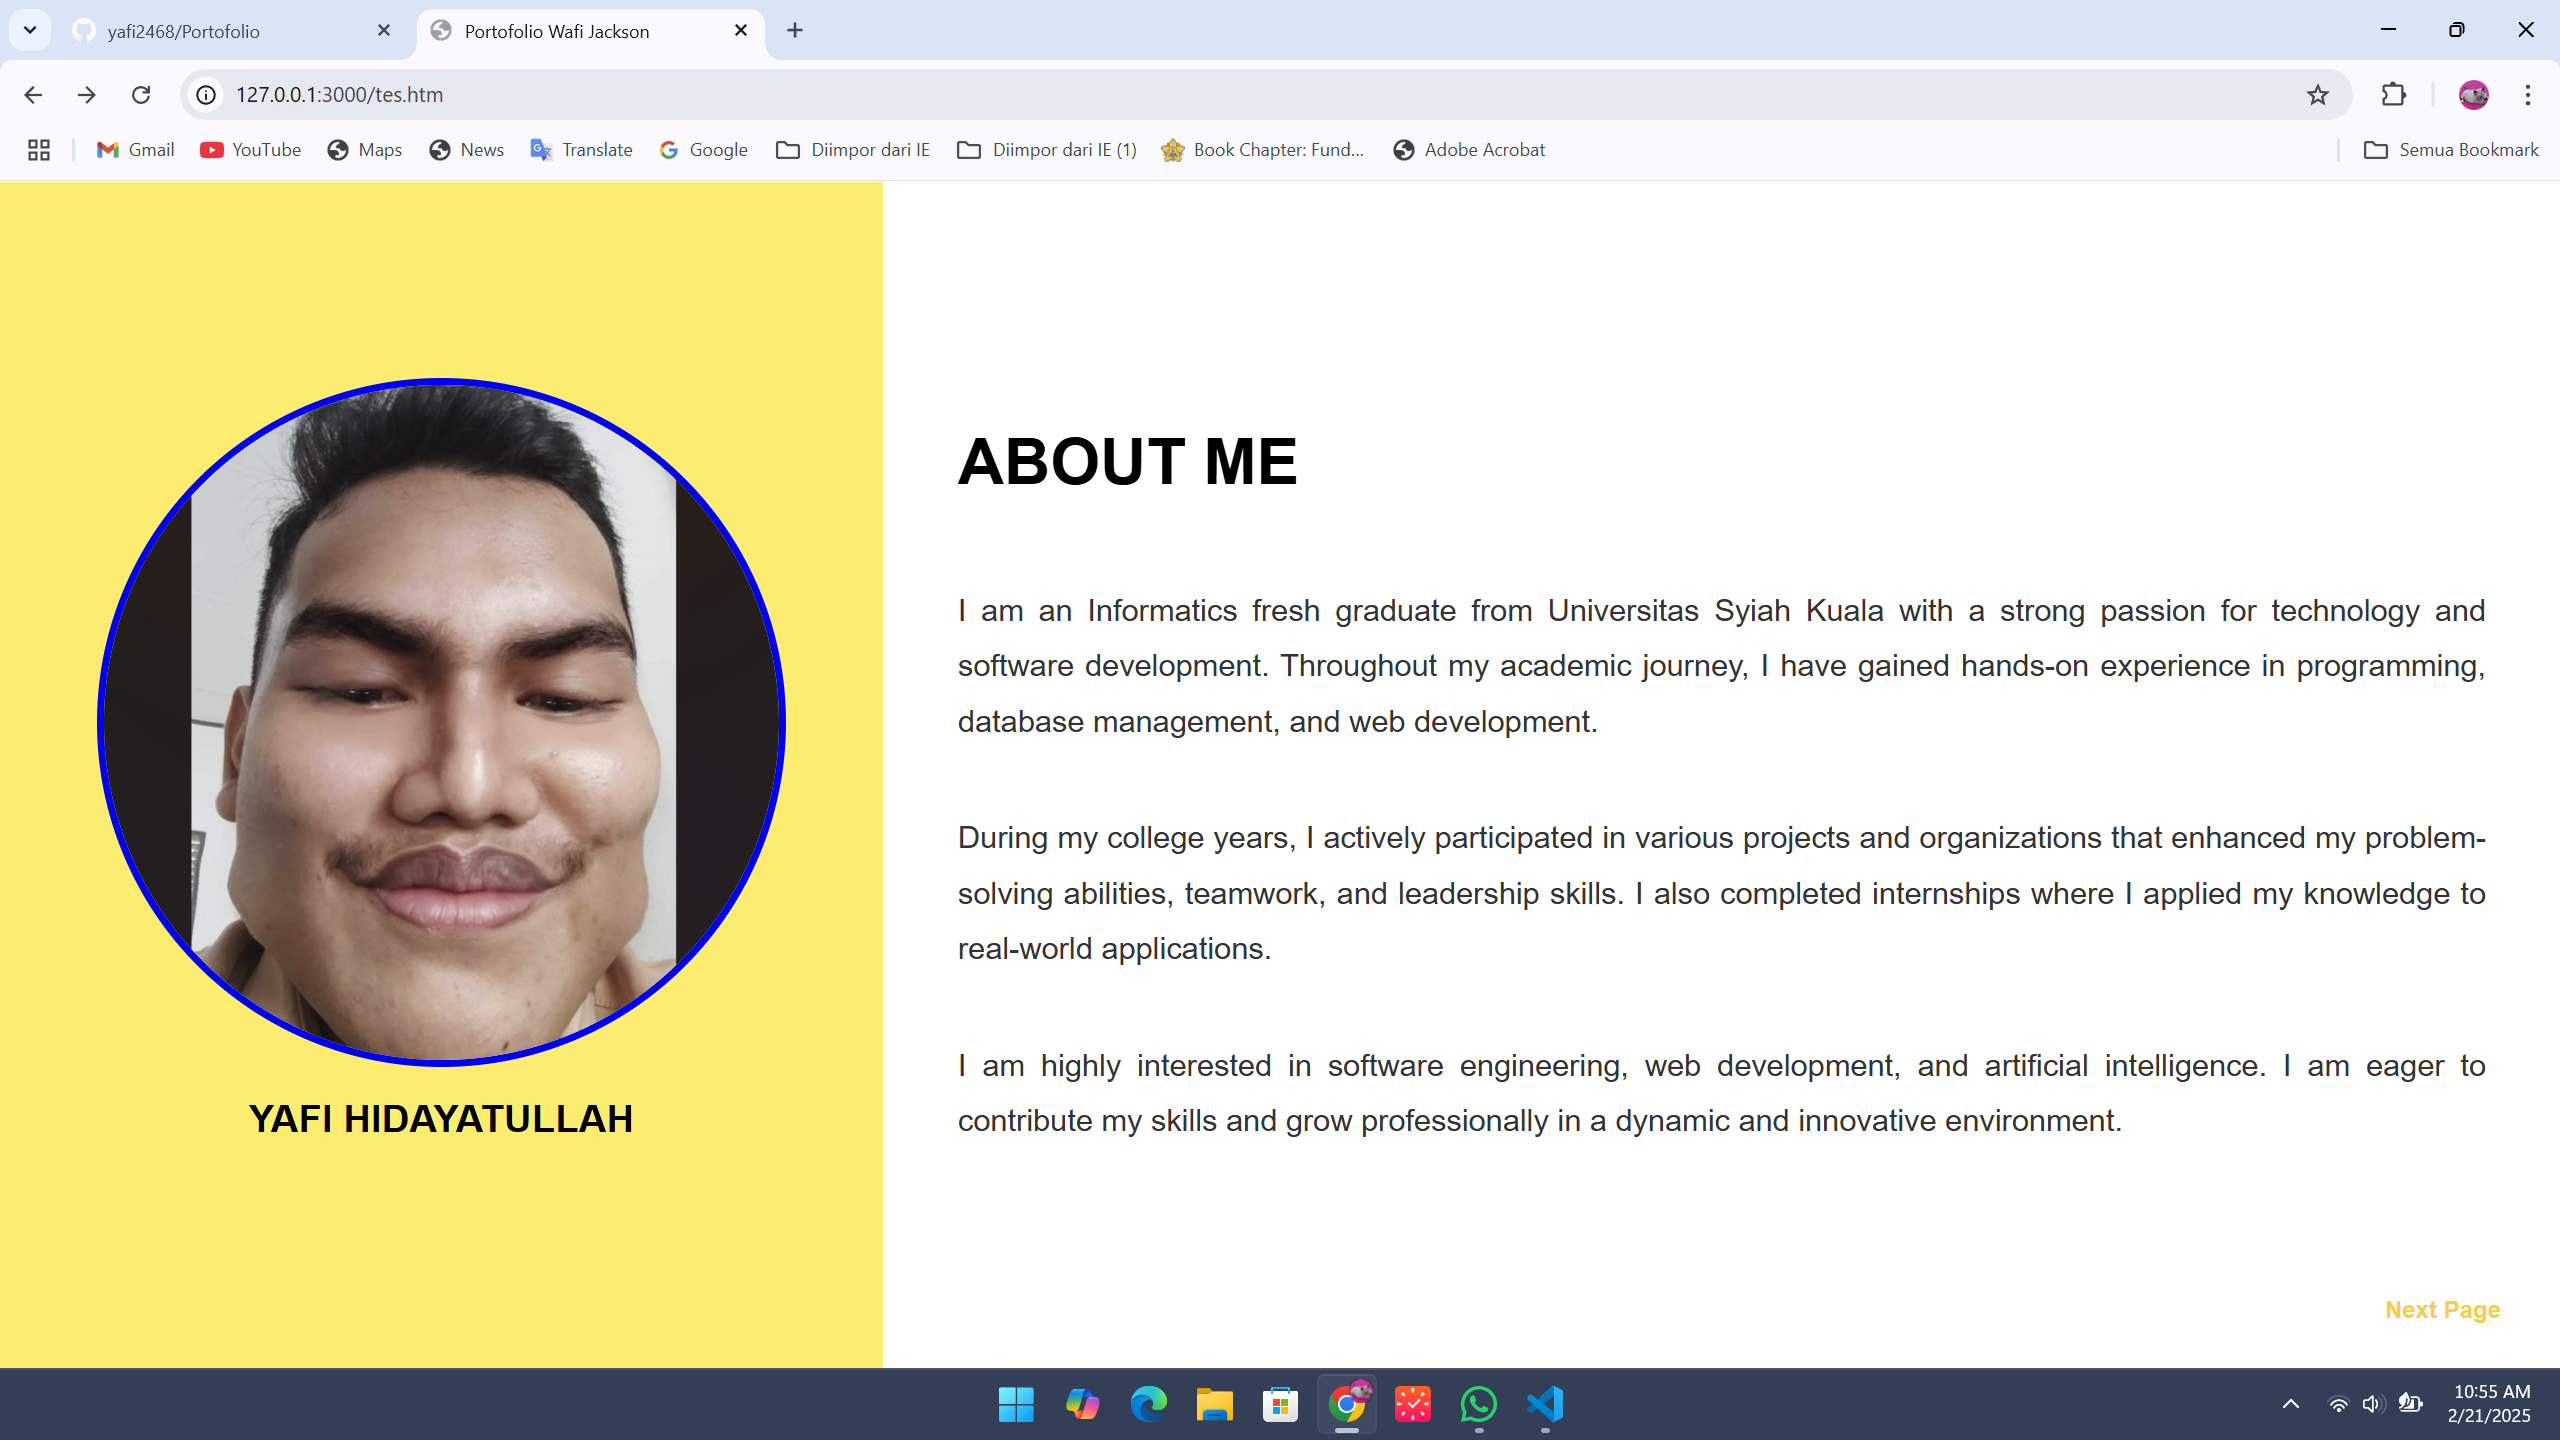 yafi2468/Portofolio
Portofolio Wafi Jackson
127.0.0.1:3000/tes.htm
Gmail YouTube Maps News Translate Google Diimpor dari IE Diimpor dari IE (1) Book Chapter: Fund... Adobe Acrobat Semua Bookmark
YAFI HIDAYATULLAH
ABOUT ME
I am an Informatics fresh graduate from Universitas Syiah Kuala with a strong passion for technology and
software development. Throughout my academic journey, I have gained hands-on experience in programming,
database management, and web development.
During my college years, I actively participated in various projects and organizations that enhanced my problem-
solving abilities, teamwork, and leadership skills. I also completed internships where I applied my knowledge to
real-world applications.
I am highly interested in software engineering, web development, and artificial intelligence. I am eager to
contribute my skills and grow professionally in a dynamic and innovative environment.
Next Page
10:55 AM
2/21/2025